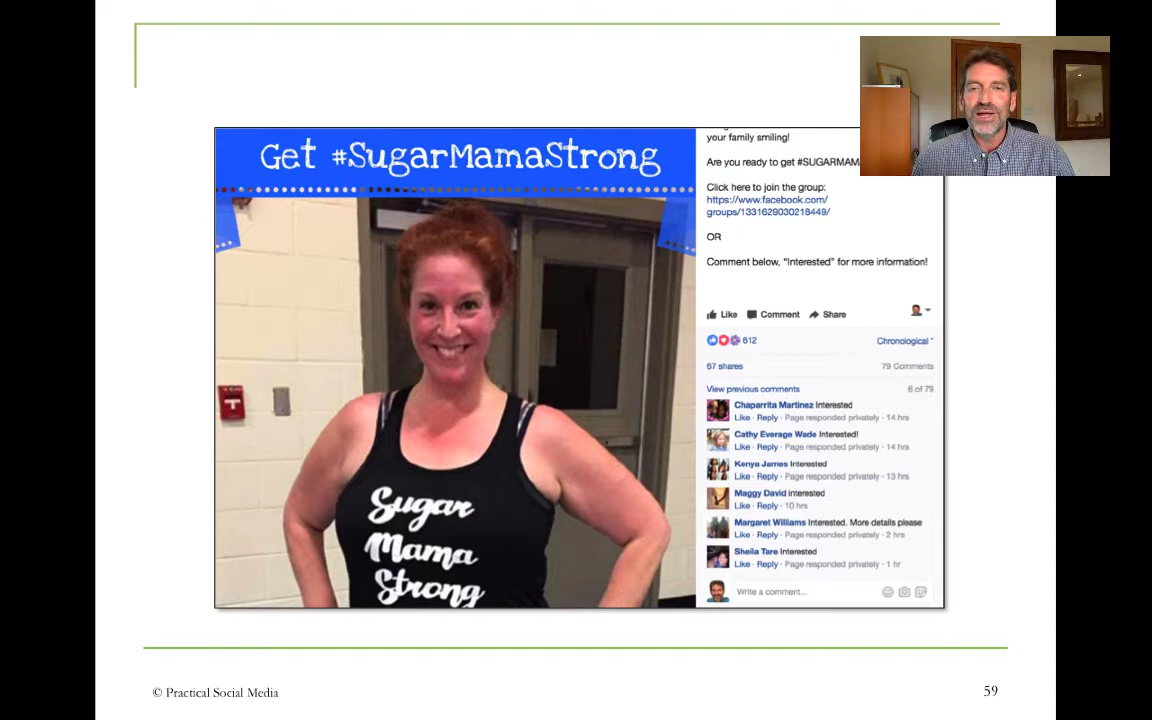 Get #SugarMamaStrong
Sugar
Mama
Strong
your family smiling!
Are you ready to get #SUGARMAMA
Click here to join the group:
https://www.facebook.com/
groups/1331629030218449/
OR
Comment below, “Interested” for more information!
Like Comment Share
612 Chronological
67 shares 79 Comments
View previous comments 6 of 79
Chaparrita Martinez Interested
Like · Reply · Page responded privately · 14 hrs
Cathy Everage Wade Interested!
Like · Reply · Page responded privately · 14 hrs
Kenya James Interested
Like · Reply · Page responded privately · 13 hrs
Maggy David interested
Like · Reply · 10 hrs
Margaret Williams Interested. More details please
Like · Reply · Page responded privately · 2 hrs
Sheila Tare Interested
Like · Reply · Page responded privately · 1 hr
Write a comment...
© Practical Social Media
59